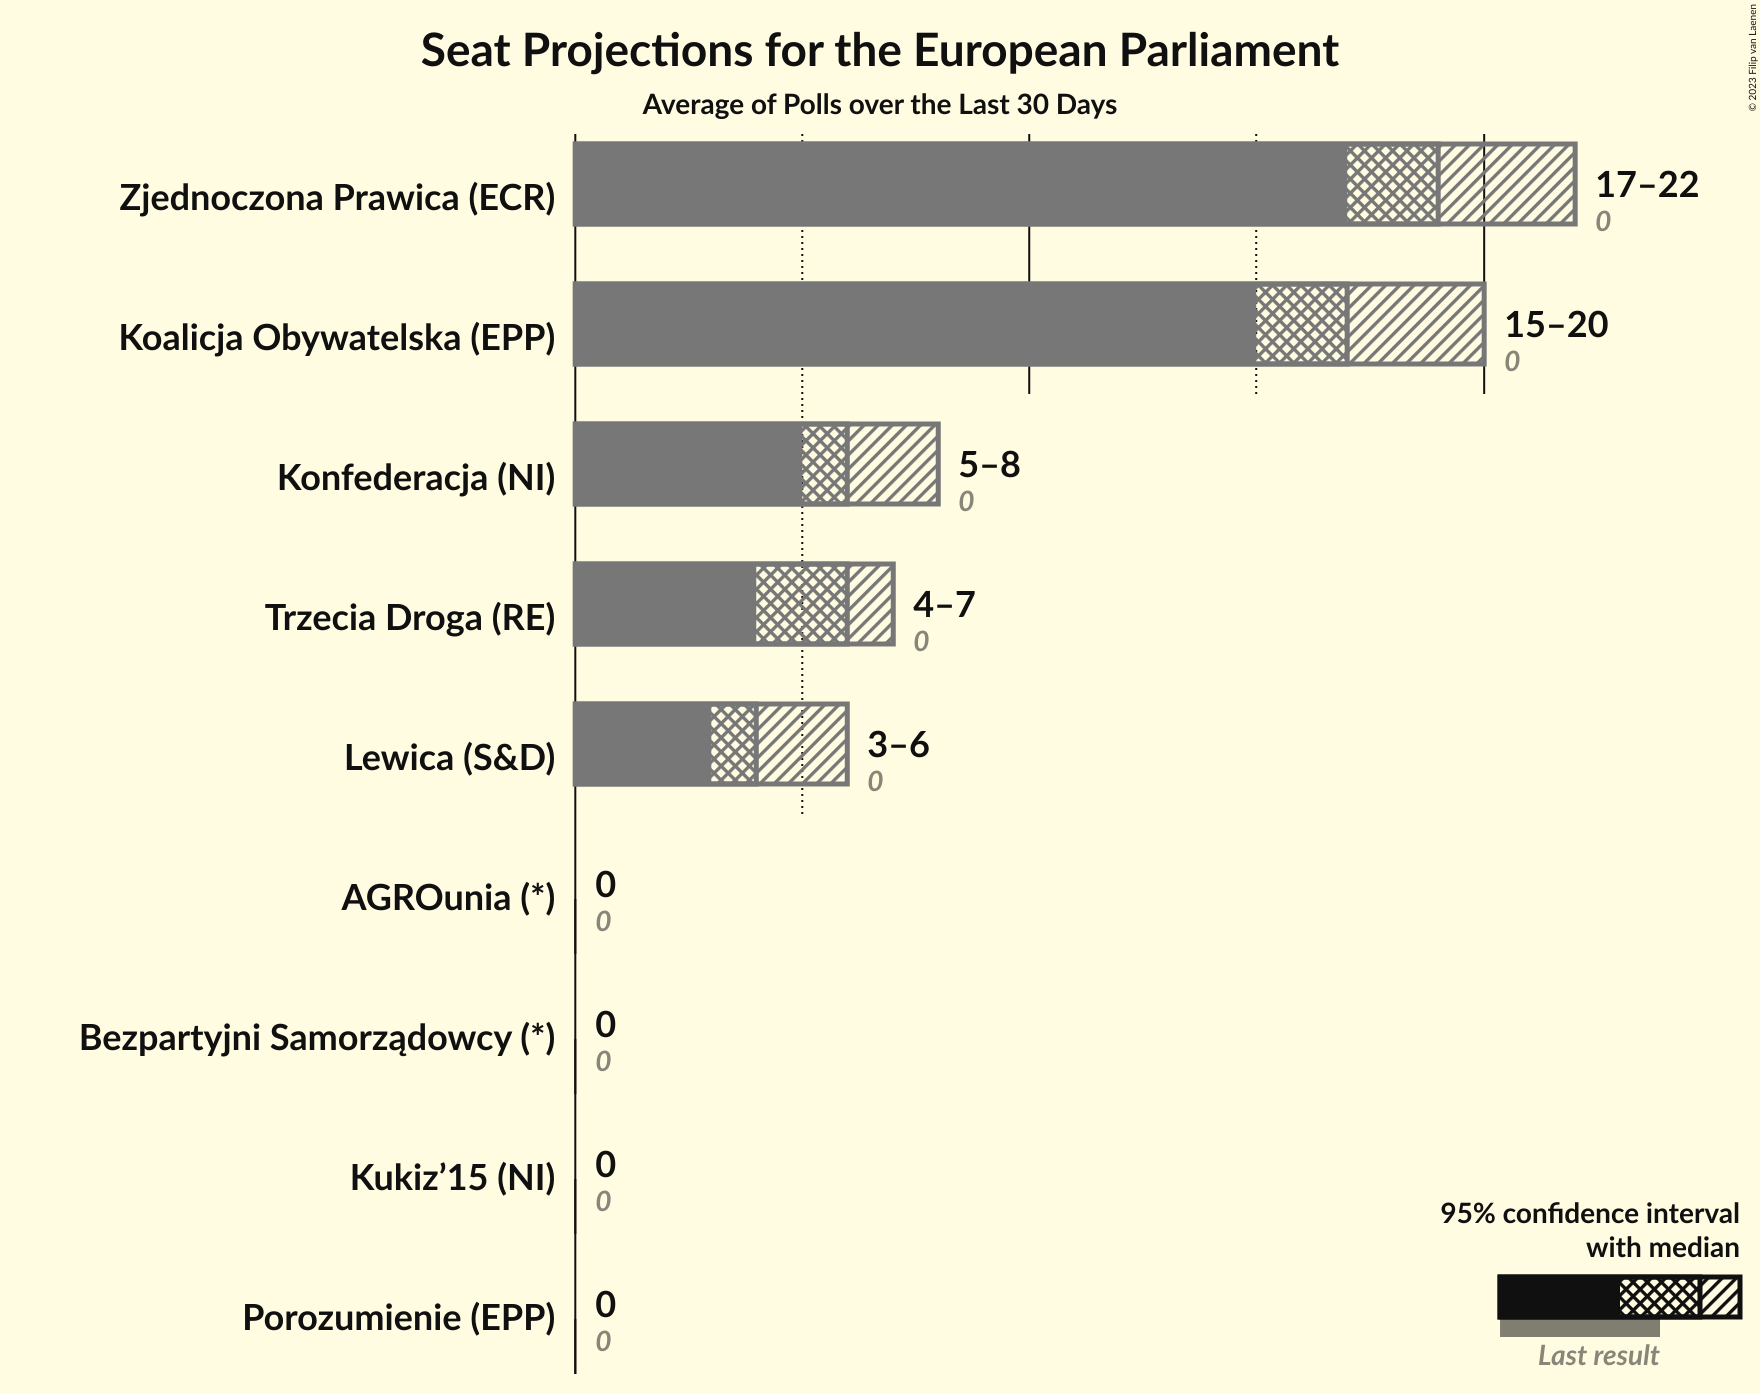 Seat Projections for the European Parliament
Average of Polls over the Last 30 Days
© 2023 Filip van Laenen
Zjednoczona Prawica (ECR)
17–22
0
Koalicja Obywatelska (EPP)
15–20
0
Konfederacja (NI)
5–8
0
Trzecia Droga (RE)
4–7
0
Lewica (S&D)
3–6
0
AGROunia (*)
0
0
Bezpartyjni Samorządowcy (*)
0
0
Kukiz’15 (NI)
0
0
Porozumienie (EPP)
0
0
95% confidence interval
with median
Last result